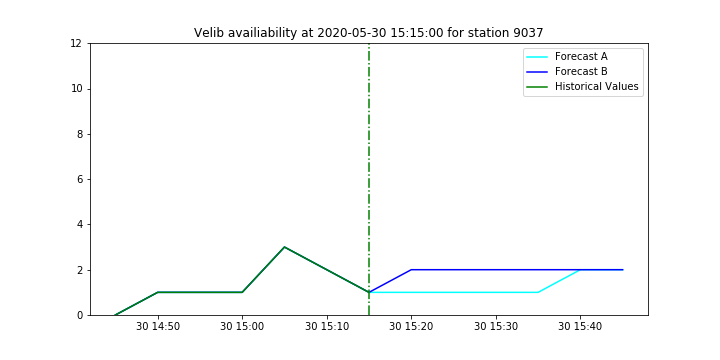 Velib availiability at 2020-05-30 15:15:00 for station 9037
12
10
8
6
4
2
0
Forecast A
Forecast B
Historical Values
30 14:50 30 15:00 30 15:10 30 15:20 30 15:30 30 15:40